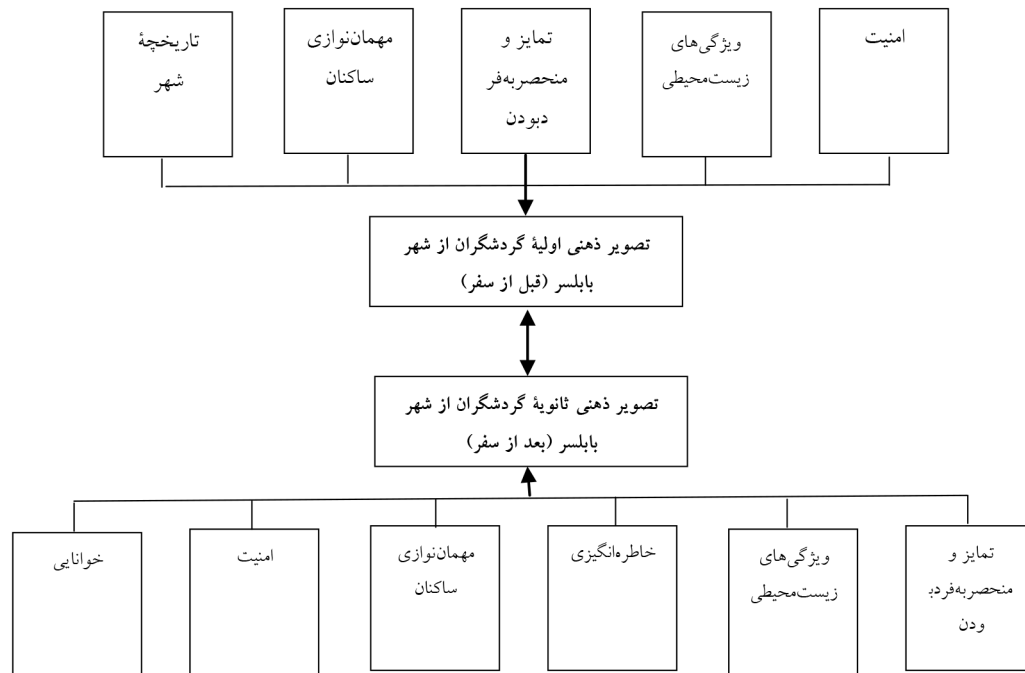 امنیت
ویژگی‌های
زیست‌محیطی
تمایز و
منحصربه‌فر
دبودن
مهمان‌نوازی
ساکنان
تاریخچهٔ
شهر
تصویر ذهنی اولیهٔ گردشگران از شهر
بابلسر (قبل از سفر)
تصویر ذهنی ثانویهٔ گردشگران از شهر
بابلسر (بعد از سفر)
تمایز و
منحصربه‌فردب
ودن
ویژگی‌های
زیست‌محیطی
خاطره‌انگیزی
مهمان‌نوازی
ساکنان
امنیت
خوانایی